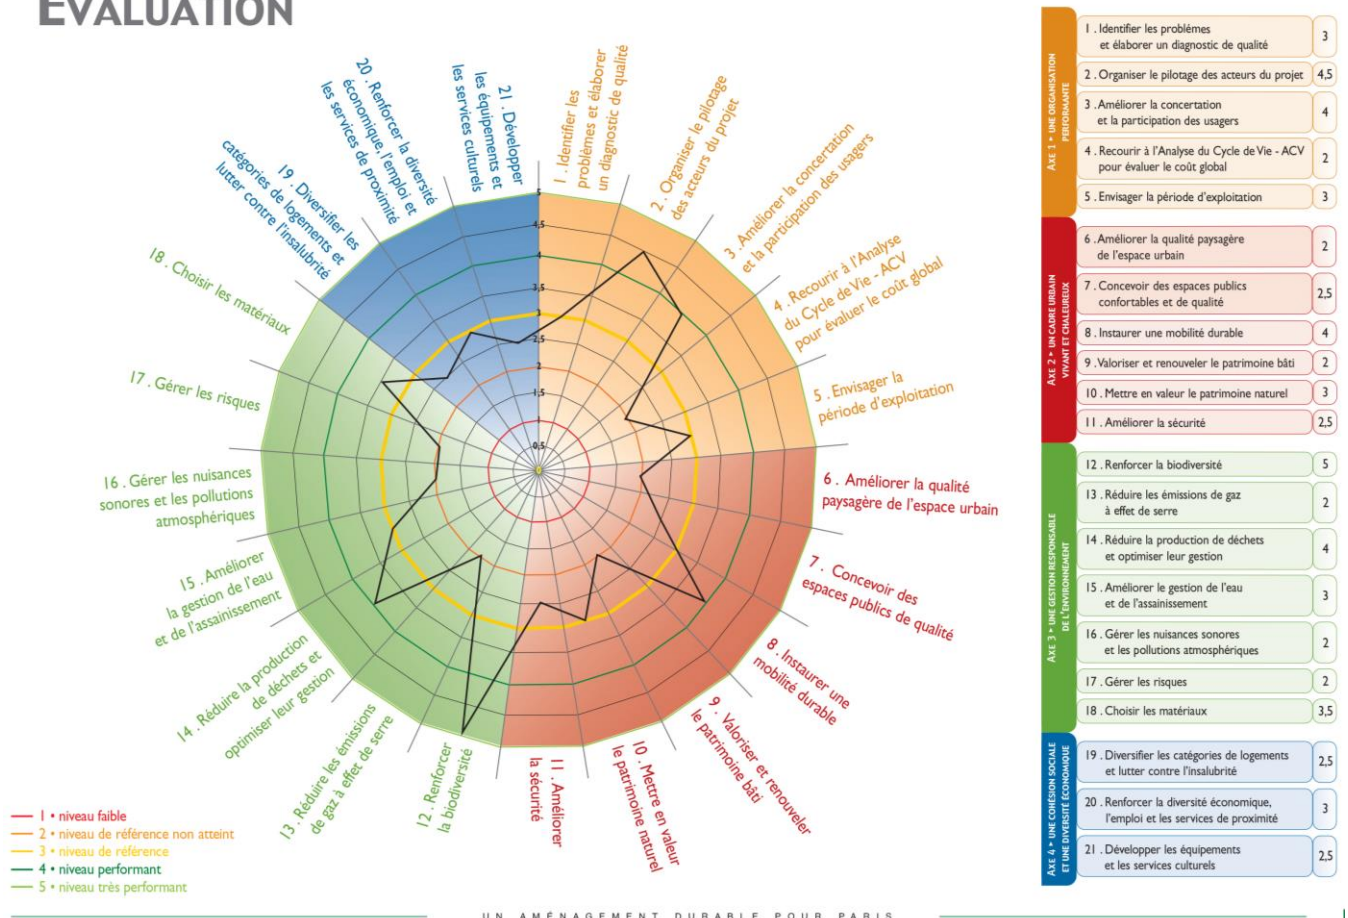 EVALUATION
1 . Identifier les
problèmes et élaborer
un diagnostic de qualité
2. Organiser le pilotage
des acteurs du projet
3 . Améliorer la concertation
et la participation des usagers
4 . Recourir à l'Analyse
du Cycle de Vie - ACV
pour évaluer le coût global
5 . Envisager la
période d'exploitation
6 . Améliorer la qualité
paysagère de l'espace urbain
7 . Concevoir des
espaces publics de qualité
8 . Instaurer une
mobilité durable
9 . Valoriser et renouveler
le patrimoine bâti
10 . Mettre en valeur
le patrimoine naturel
11 . Améliorer
la sécurité
12 . Renforcer
la biodiversité
13 . Réduire les émissions
de gaz à effet de serre
14 . Réduire la production
de déchets et
optimiser leur gestion
15 . Améliorer
la gestion de l'eau
et de l'assainissement
16 . Gérer les nuisances
sonores et les pollutions
atmosphériques
17 . Gérer les risques
18 . Choisir les matériaux
19 . Diversifier les
catégories de logements et
lutter contre l'insalubrité
20 . Renforcer la diversité
économique, l'emploi et
les services de proximité
21 . Développer
les équipements et
les services culturels
5
4,5
4
3,5
3
2,5
2
1,5
1
0,5
1 • niveau faible
2 • niveau de référence non atteint
3 • niveau de référence
4 • niveau performant
5 • niveau très performant
AXE 1 • UNE ORGANISATION
PERFORMANTE
1 . Identifier les problèmes
et élaborer un diagnostic de qualité
3
2 . Organiser le pilotage des acteurs du projet
4,5
3 . Améliorer la concertation
et la participation des usagers
4
4 . Recourir à l'Analyse du Cycle de Vie - ACV
pour évaluer le coût global
2
5 . Envisager la période d'exploitation
3
AXE 2 • UN CADRE URBAIN
VIVANT ET CHALEUREUX
6 . Améliorer la qualité paysagère
de l'espace urbain
2
7 . Concevoir des espaces publics
confortables et de qualité
2,5
8 . Instaurer une mobilité durable
4
9 . Valoriser et renouveler le patrimoine bâti
2
10 . Mettre en valeur le patrimoine naturel
3
11 . Améliorer la sécurité
2,5
AXE 3 • UNE GESTION RESPONSABLE
DE L'ENVIRONNEMENT
12 . Renforcer la biodiversité
5
13 . Réduire les émissions de gaz
à effet de serre
2
14 . Réduire la production de déchets
et optimiser leur gestion
4
15 . Améliorer le gestion de l'eau
et de l'assainissement
3
16 . Gérer les nuisances sonores
et les pollutions atmosphériques
2
17 . Gérer les risques
2
18 . Choisir les matériaux
3,5
AXE 4 • UNE COHÉSION SOCIALE
ET UNE DIVERSITÉ ÉCONOMIQUE
19 . Diversifier les catégories de logements
et lutter contre l'insalubrité
2,5
20 . Renforcer la diversité économique,
l'emploi et les services de proximité
3
21 . Développer les équipements
et les services culturels
2,5
UN AMÉNAGEMENT DURABLE POUR PARIS